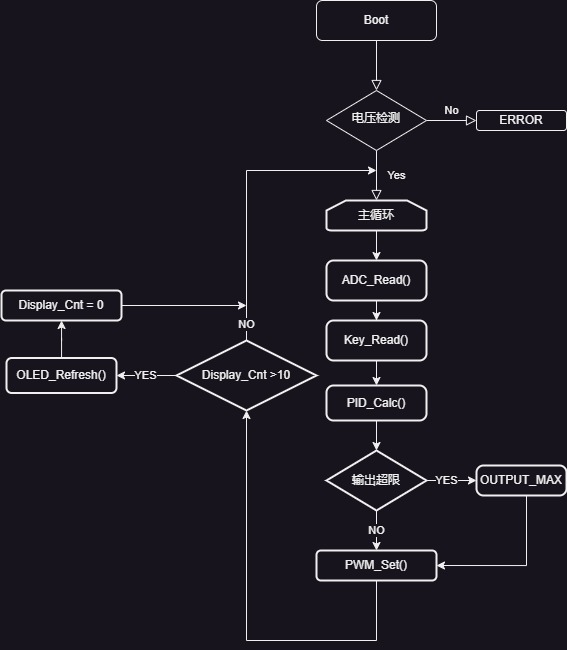 Boot
电压检测
No
ERROR
Yes
主循环
ADC_Read()
Display_Cnt = 0
NO
Key_Read()
OLED_Refresh()
YES
Display_Cnt >10
PID_Calc()
输出超限
YES
OUTPUT_MAX
NO
PWM_Set()